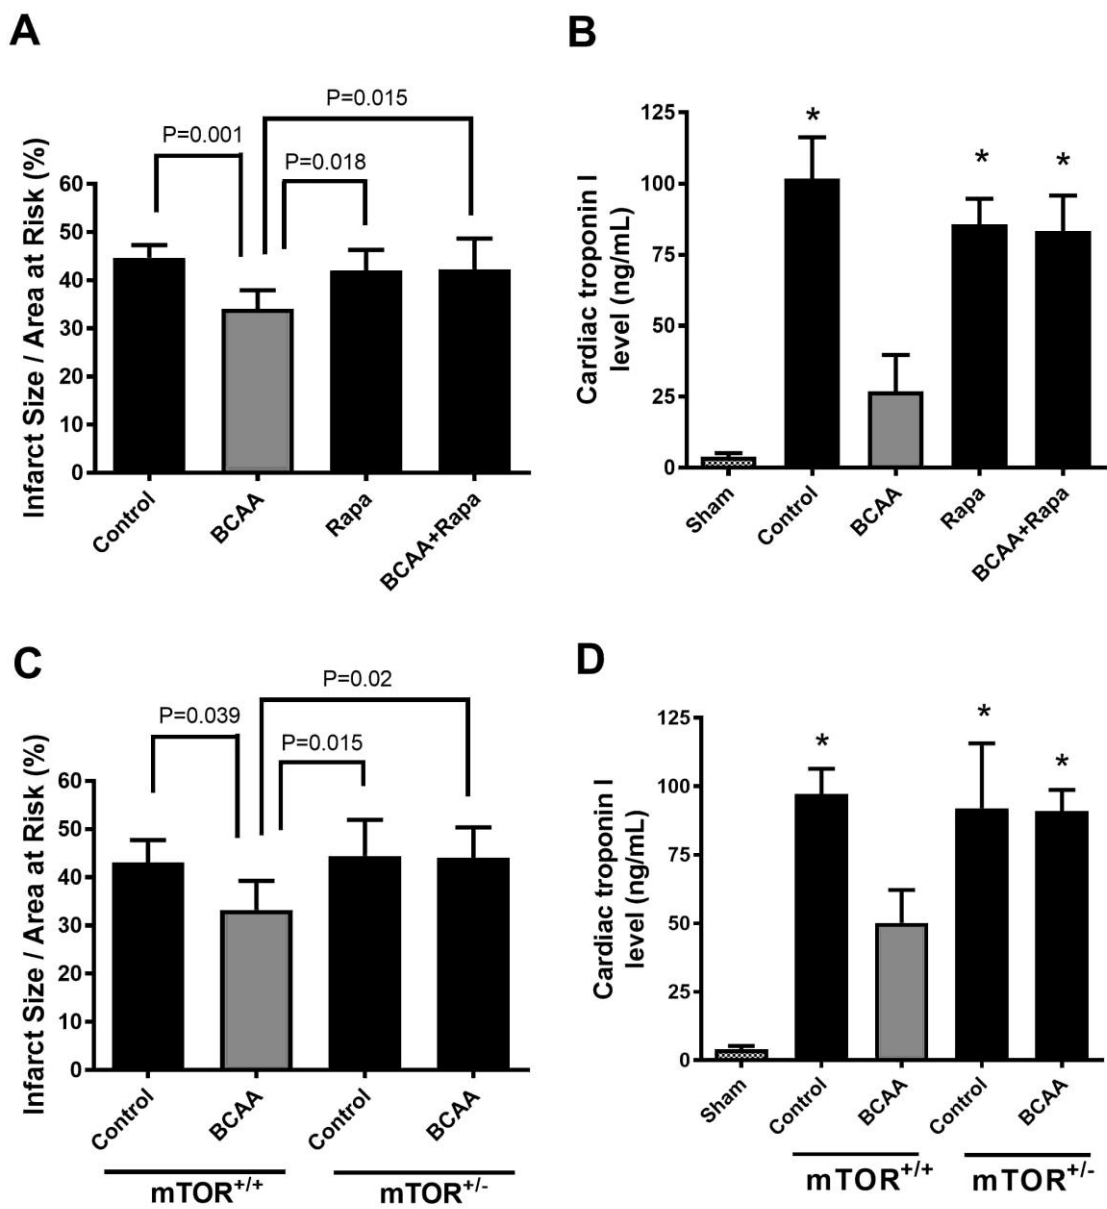 A
P=0.015
P=0.001
P=0.018
Infarct Size / Area at Risk (%)
60
50
40
30
20
10
0
Control
BCAA
Rapa
BCAA+Rapa
B
Cardiac troponin I
level (ng/mL)
125
100
75
50
25
0
*
*
*
Sham
Control
BCAA
Rapa
BCAA+Rapa
C
P=0.02
P=0.039
P=0.015
Infarct Size / Area at Risk (%)
60
50
40
30
20
10
0
Control
BCAA
Control
BCAA
mTOR+/+
mTOR+/-
D
Cardiac troponin I
level (ng/mL)
125
100
75
50
25
0
*
*
*
Sham
Control
BCAA
Control
BCAA
mTOR+/+
mTOR+/-